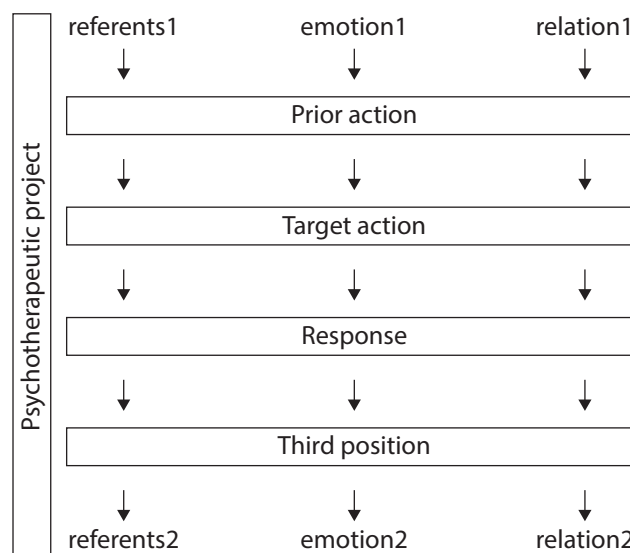 Psychotherapeutic project
referents1 emotion1 relation1
Prior action
Target action
Response
Third position
referents2 emotion2 relation2